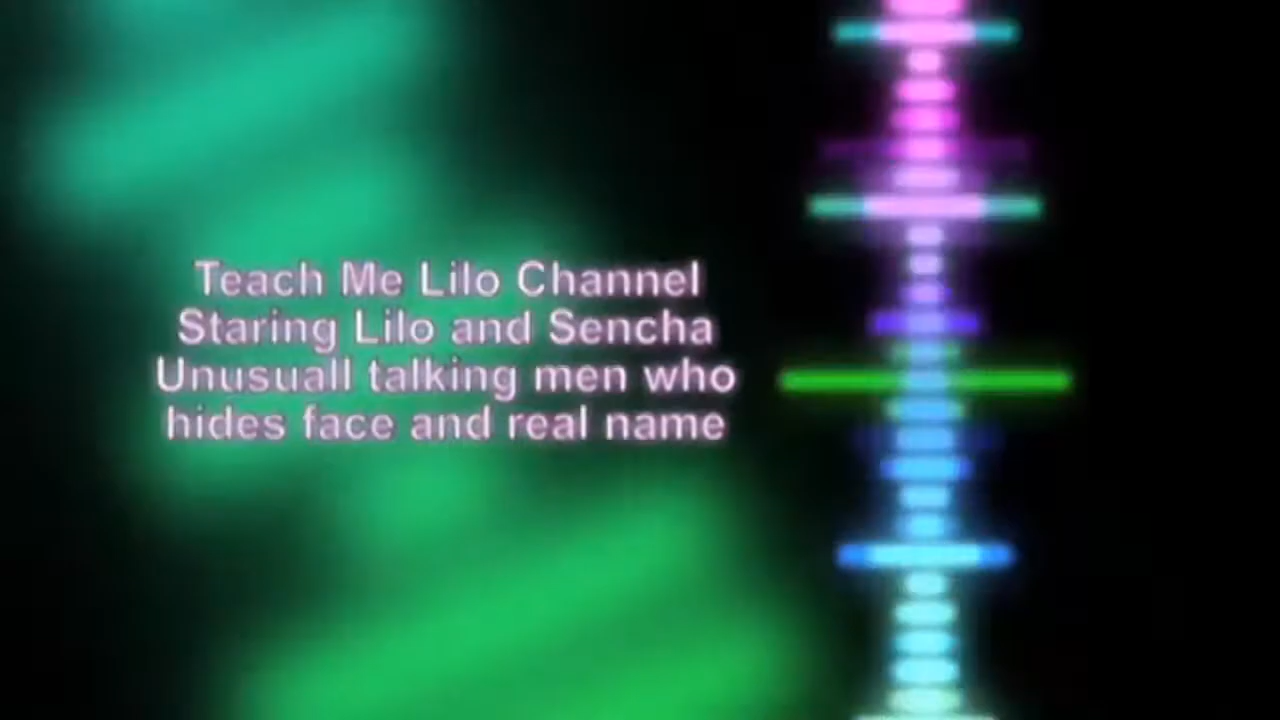 Teach Me Lilo Channel
Staring Lilo and Sencha
Unusuall talking men who
hides face and real name